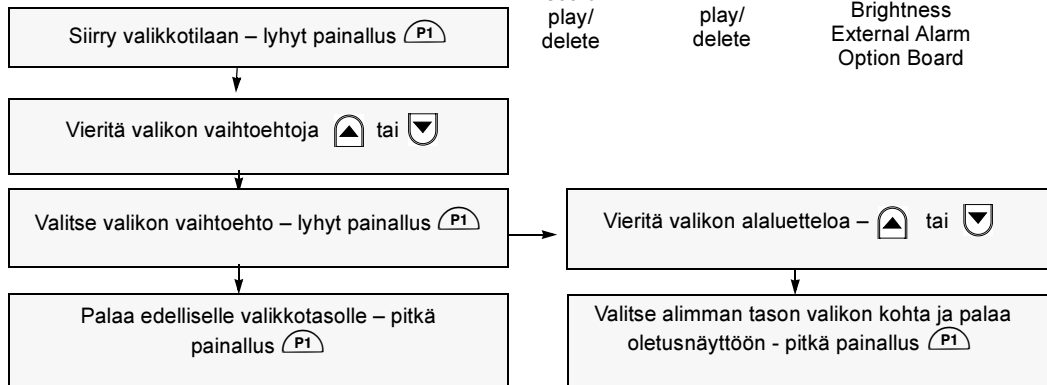 play/
delete
play/
delete
Brightness
External Alarm
Option Board
Siirry valikkotilaan – lyhyt painallus P1
Vieritä valikon vaihtoehtoja tai
Valitse valikon vaihtoehto – lyhyt painallus P1
Vieritä valikon alaluetteloa – tai
Palaa edelliselle valikkotasolle – pitkä
painallus P1
Valitse alimman tason valikon kohta ja palaa
oletusnäyttöön - pitkä painallus P1